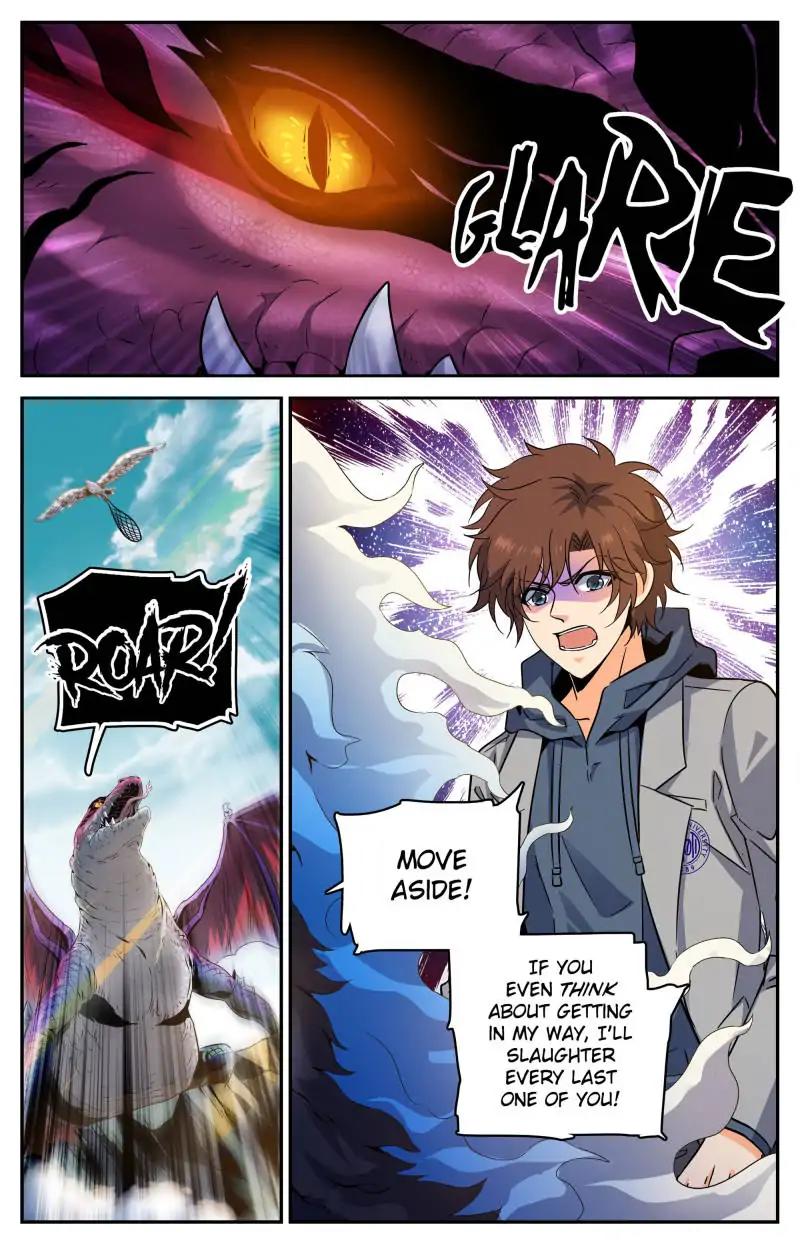 GLARE
ROAR!
MOVE
ASIDE!
IF YOU
EVEN THINK
ABOUT GETTING
IN MY WAY, I'LL
SLAUGHTER
EVERY LAST
ONE OF YOU!